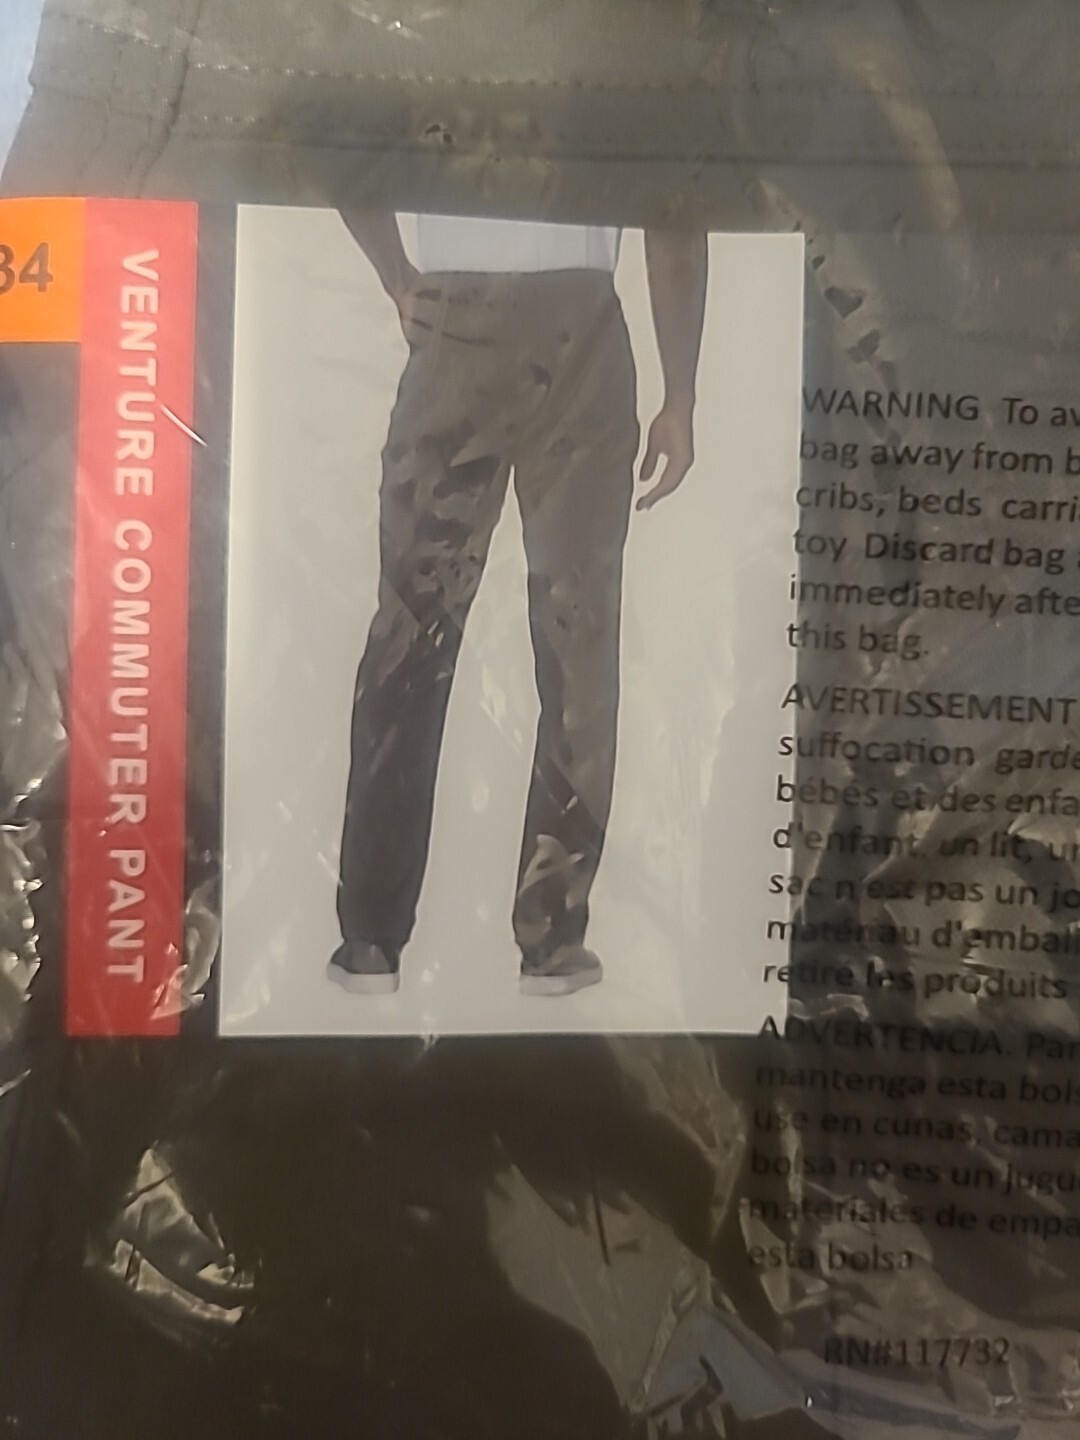 34
VENTURE COMMUTER PANT
WARNING To av
bag away from b
cribs, beds carri
toy Discard bag
immediately afte
this bag.
AVERTISSEMENT
suffocation garde
bébés et des enfa
d'enfant, un lit, un
sac n'est pas un jo
matériau d'embal
retire les produits
ADVERTENCIA. Par
mantenga esta bols
use en cunas, cama
bolsa no es un jugu
materiales de empa
esta bolsa
RN#117732